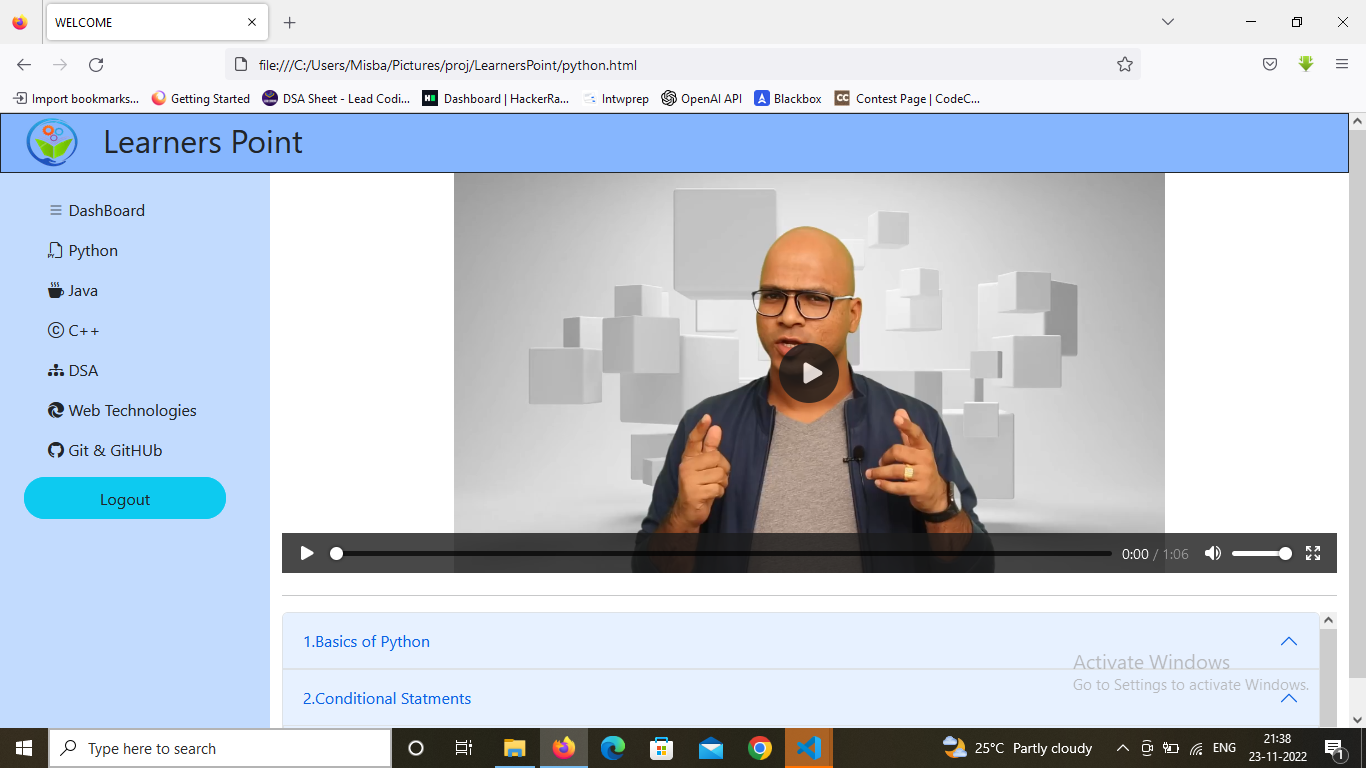 WELCOME
file:///C:/Users/Misba/Pictures/proj/LearnersPoint/python.html
Import bookmarks... Getting Started DSA Sheet - Lead Codi... Dashboard | HackerRa... Intwprep OpenAI API Blackbox CC Contest Page | CodeC...
Learners Point
DashBoard
Python
Java
C++
DSA
Web Technologies
Git & GitHUb
Logout
0:00 / 1:06
1.Basics of Python
2.Conditional Statments
Activate Windows
Go to Settings to activate Windows.
Type here to search
25°C Partly cloudy
ENG
21:38
23-11-2022
1